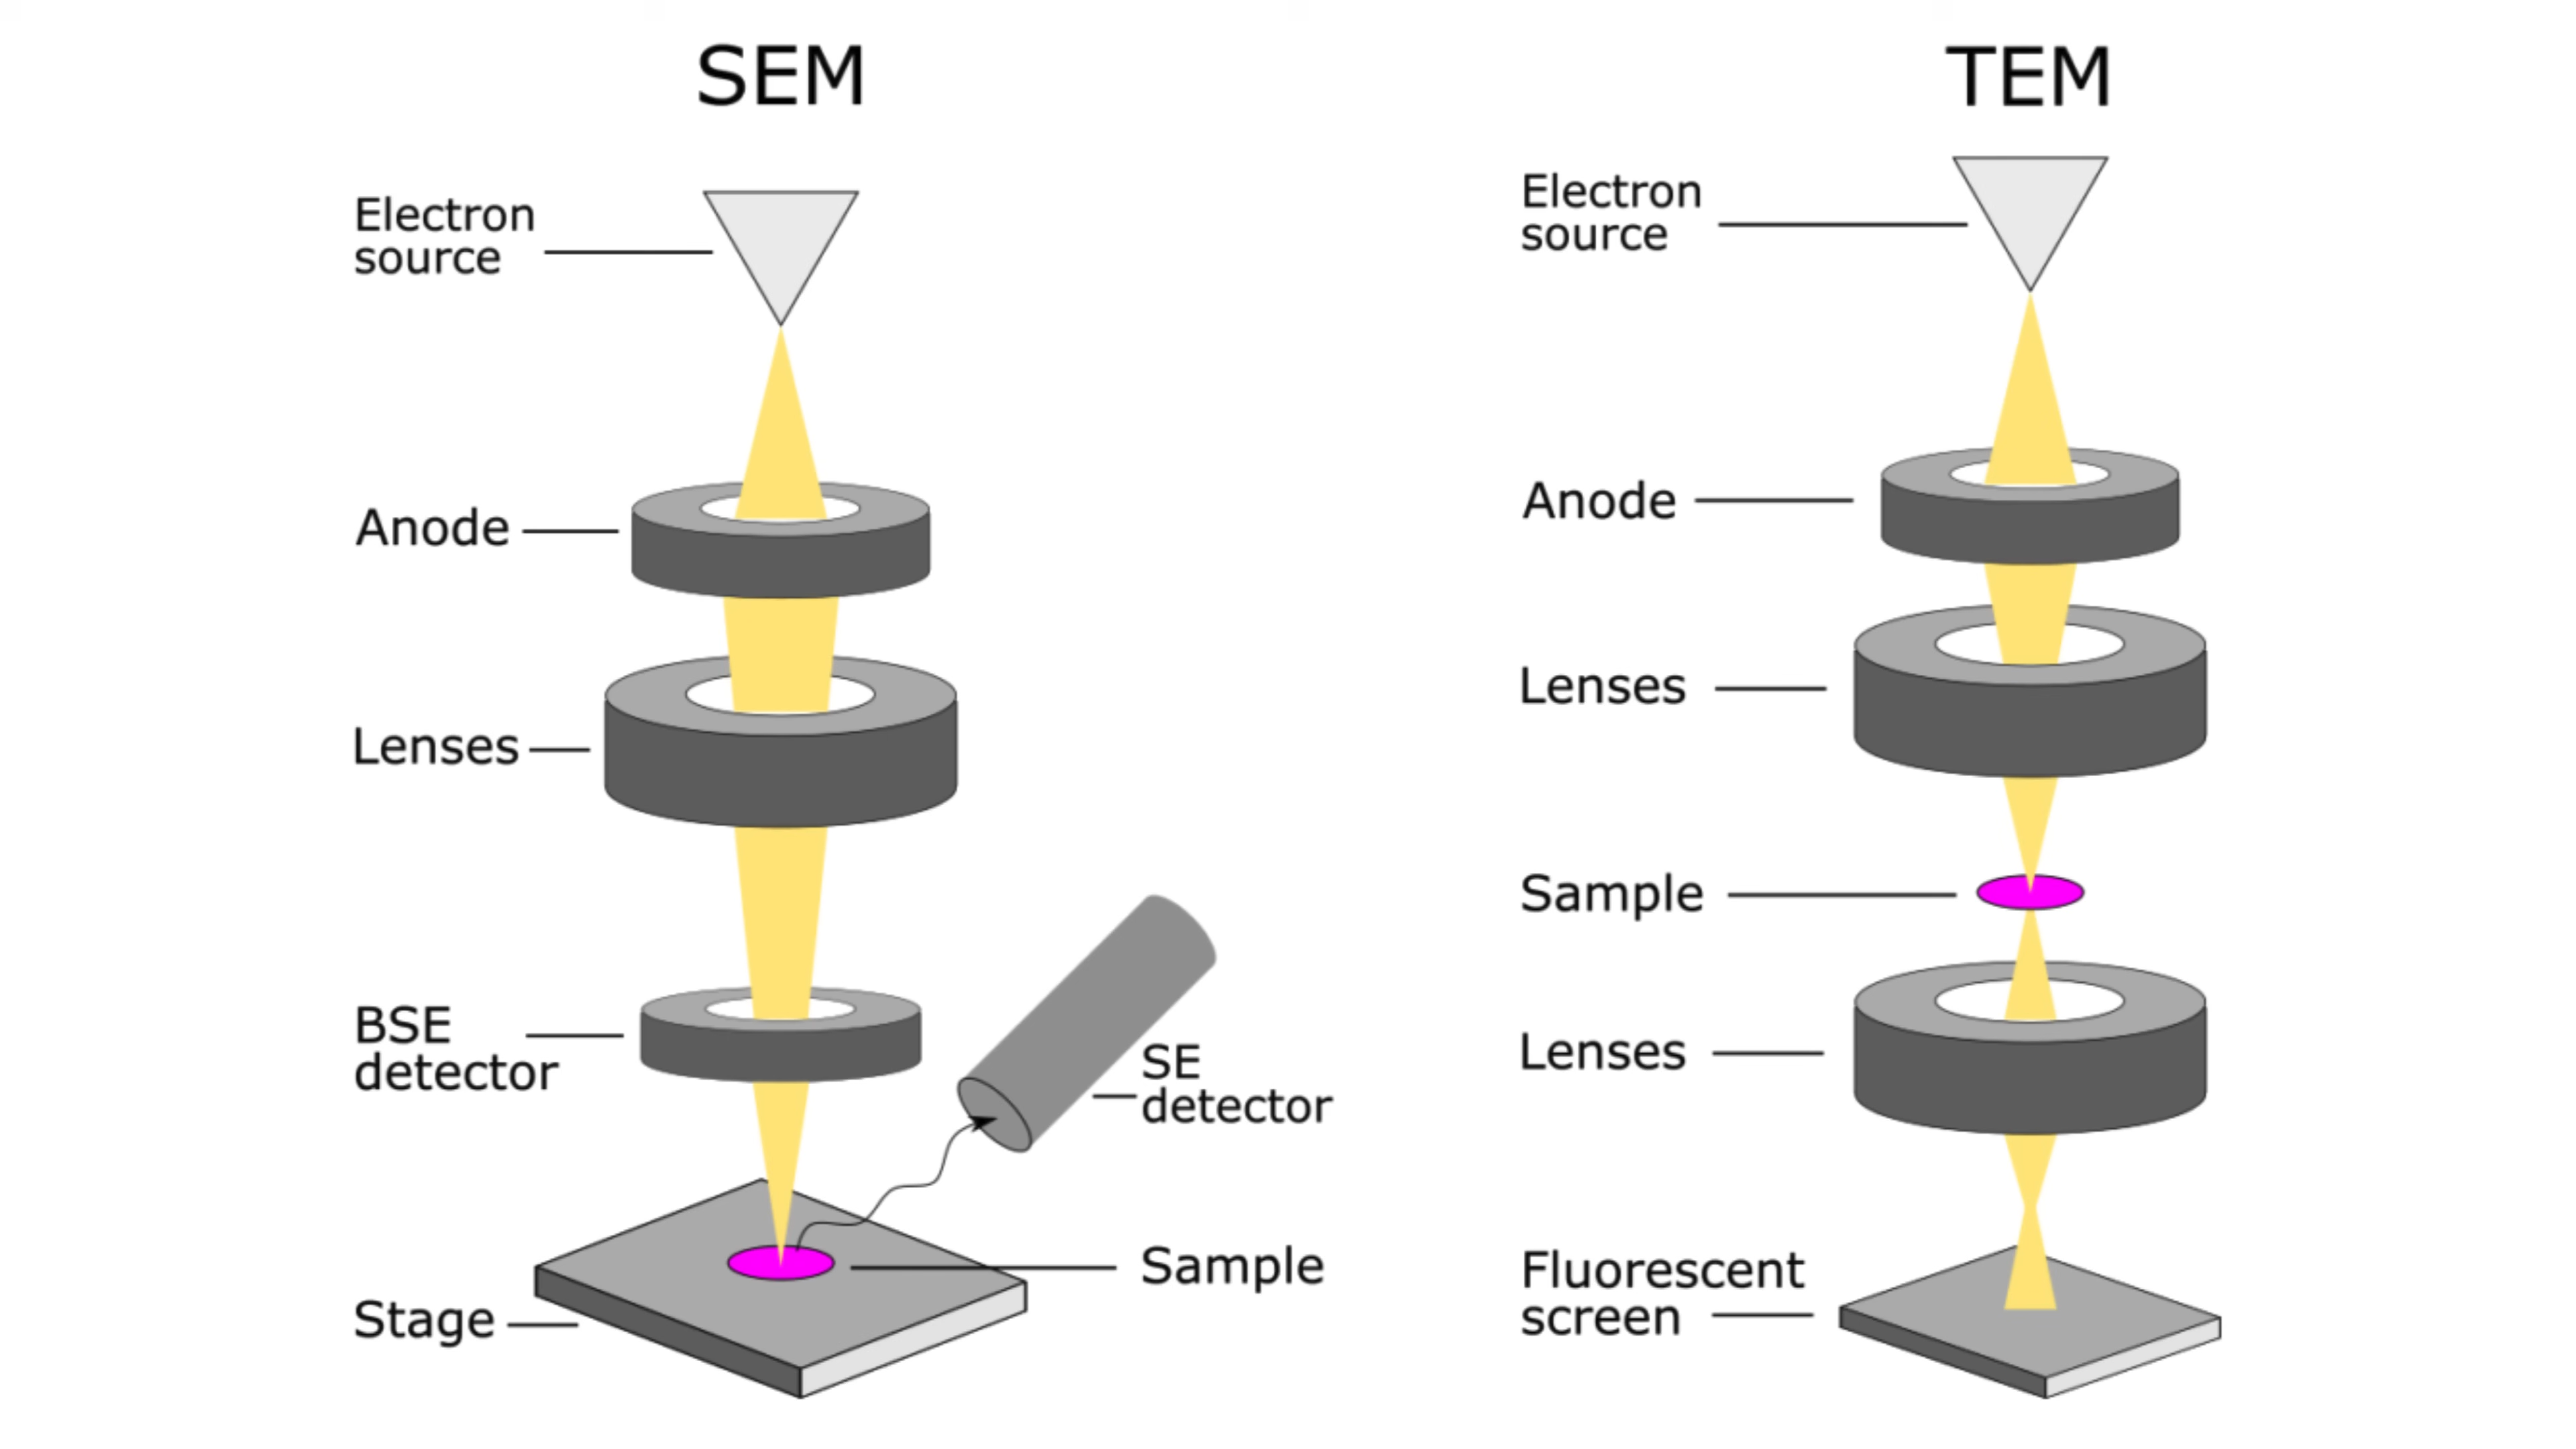 SEM
Electron
source
Anode
Lenses
BSE
detector
SE
detector
Sample
Stage
TEM
Electron
source
Anode
Lenses
Sample
Lenses
Fluorescent
screen